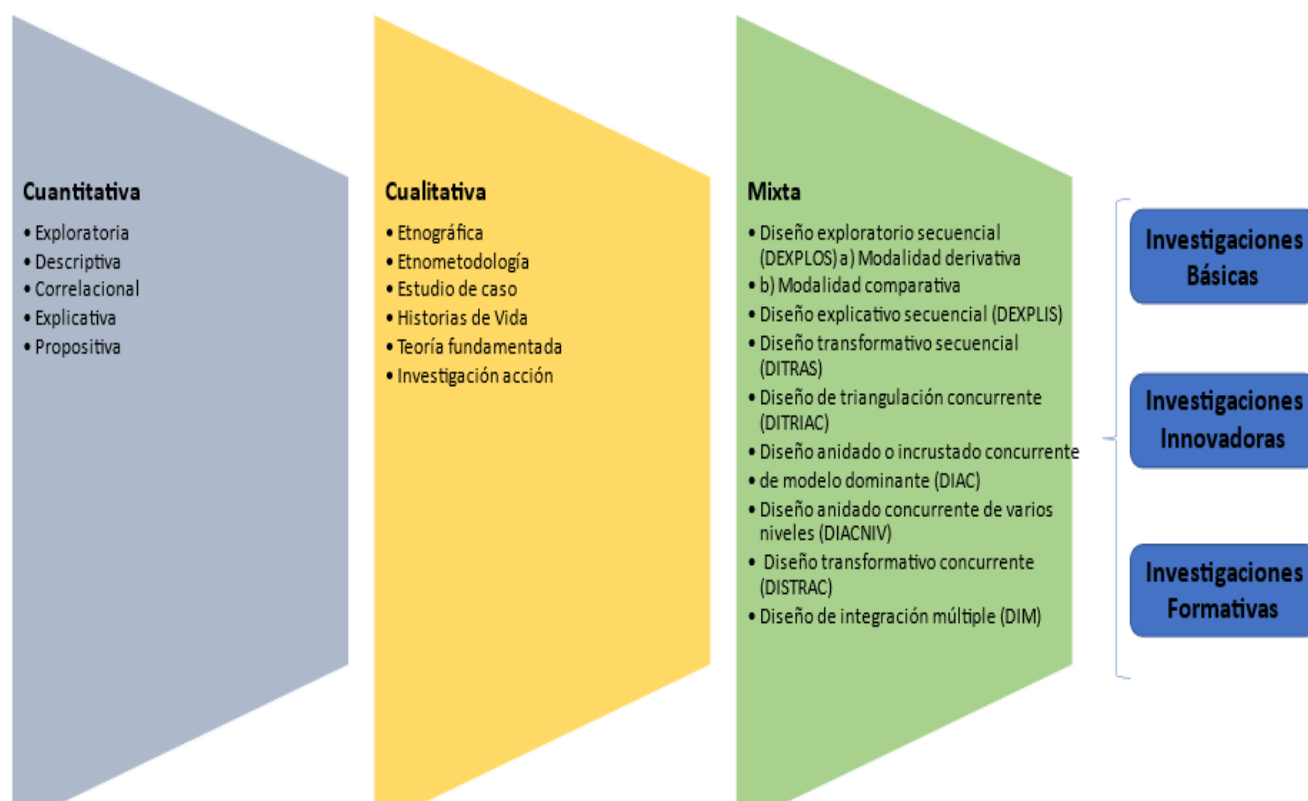 Cuantitativa
• Exploratoria
• Descriptiva
• Correlacional
• Explicativa
• Propositiva
Cualitativa
• Etnográfica
• Etnometodología
• Estudio de caso
• Historias de Vida
• Teoría fundamentada
• Investigación acción
Mixta
• Diseño exploratorio secuencial
(DEXPLOS) a) Modalidad derivativa
• b) Modalidad comparativa
• Diseño explicativo secuencial (DEXPLIS)
• Diseño transformativo secuencial
(DITRAS)
• Diseño de triangulación concurrente
(DITRIAC)
• Diseño anidado o incrustado concurrente
• de modelo dominante (DIAC)
• Diseño anidado concurrente de varios
niveles (DIACNIV)
• Diseño transformativo concurrente
(DISTRAC)
• Diseño de integración múltiple (DIM)
Investigaciones
Básicas
Investigaciones
Innovadoras
Investigaciones
Formativas